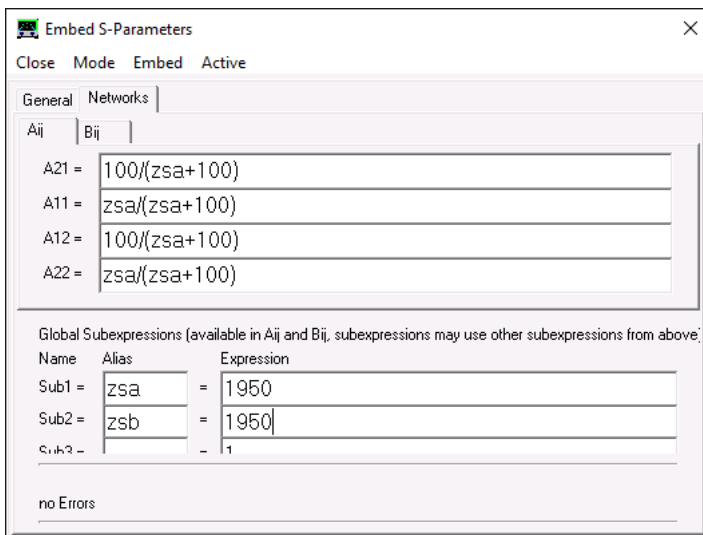 Embed S-Parameters
Close Mode Embed Active
General Networks
Aij Bij
A21 = 100/(zsa+100)
A11 = zsa/(zsa+100)
A12 = 100/(zsa+100)
A22 = zsa/(zsa+100)
Global Subexpressions (available in Aij and Bij, subexpressions may use other subexpressions from above)
Name Alias Expression
Sub1 = zsa = 1950
Sub2 = zsb = 1950
Sub3 = = 1
no Errors